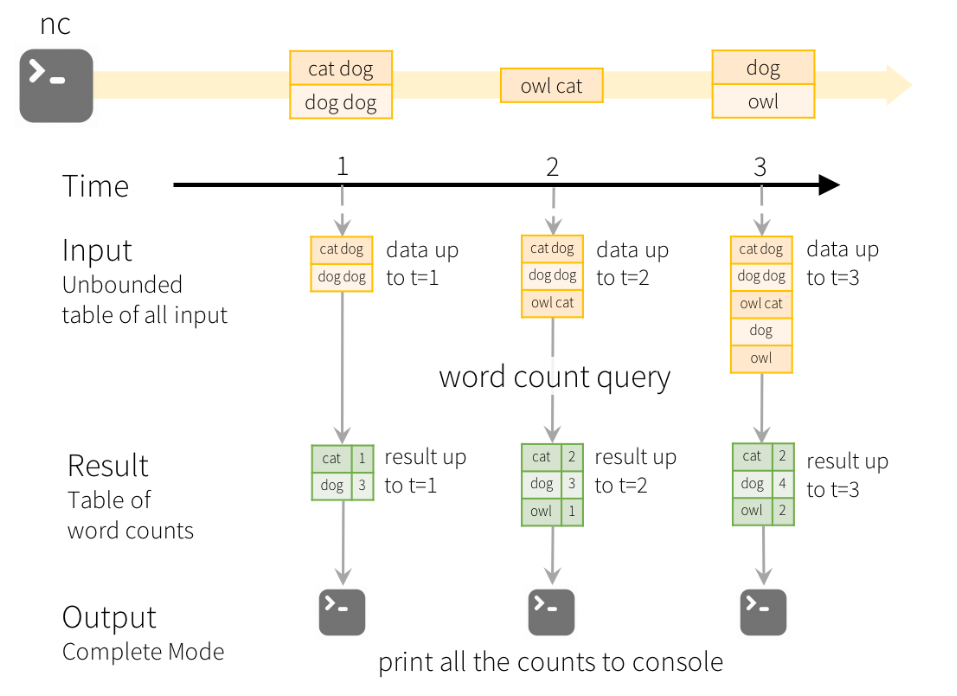 nc
cat dog
dog dog
owl cat
dog
owl
Time
1
2
3
Input
Unbounded
table of all input
cat dog
dog dog
data up
to t=1
cat dog
dog dog
owl cat
data up
to t=2
cat dog
dog dog
owl cat
dog
owl
data up
to t=3
word count query
Result
Table of
word counts
cat 1
dog 3
result up
to t=1
cat 2
dog 3
owl 1
result up
to t=2
cat 2
dog 4
owl 2
result up
to t=3
Output
Complete Mode
print all the counts to console